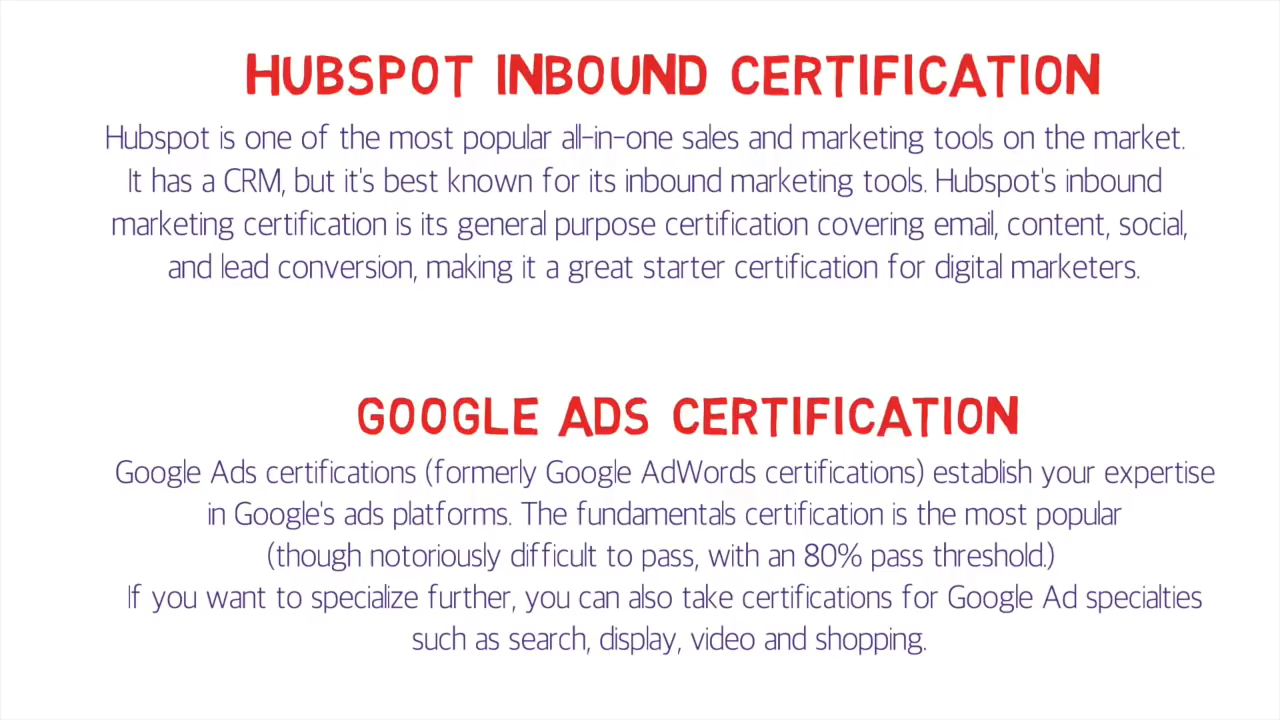 HUBSPOT INBOUND CERTIFICATION
Hubspot is one of the most popular all-in-one sales and marketing tools on the market.
It has a CRM, but it's best known for its inbound marketing tools. Hubspot's inbound
marketing certification is its general purpose certification covering email, content, social,
and lead conversion, making it a great starter certification for digital marketers.
GOOGLE ADS CERTIFICATION
Google Ads certifications (formerly Google AdWords certifications) establish your expertise
in Google's ads platforms. The fundamentals certification is the most popular
(though notoriously difficult to pass, with an 80% pass threshold.)
If you want to specialize further, you can also take certifications for Google Ad specialties
such as search, display, video and shopping.